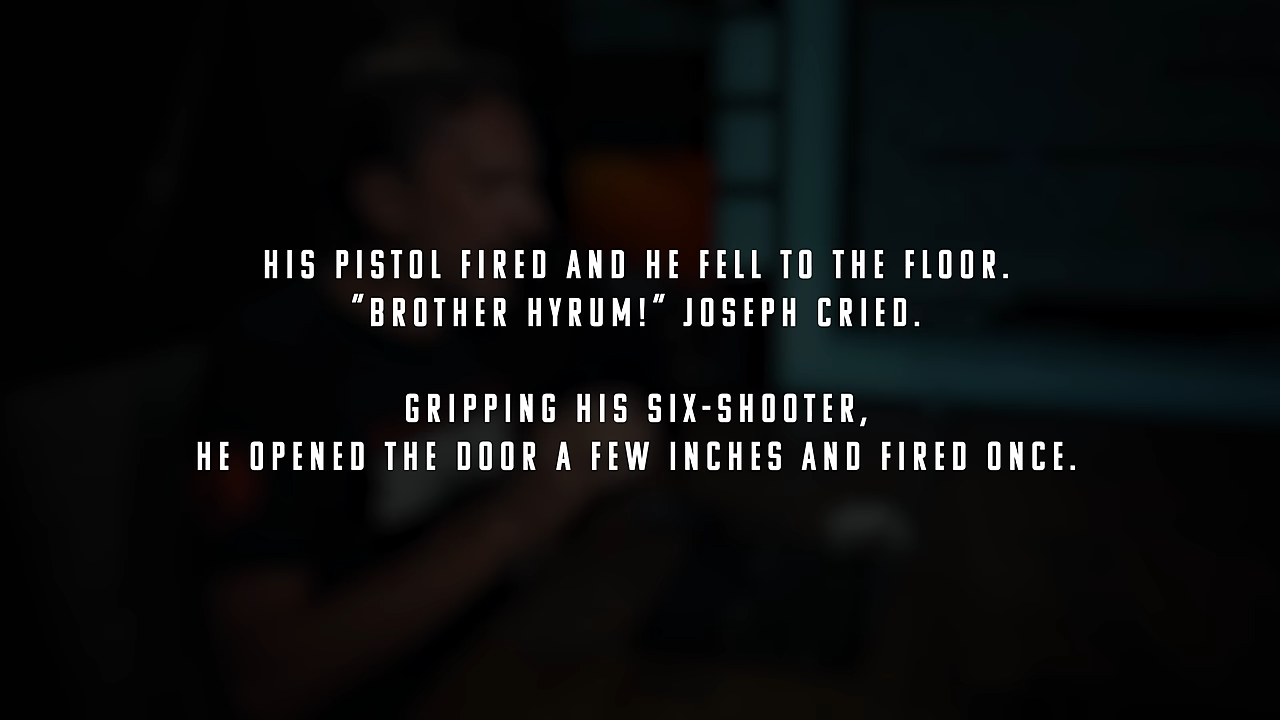 HIS PISTOL FIRED AND HE FELL TO THE FLOOR.
"BROTHER HYRUM!" JOSEPH CRIED.
GRIPPING HIS SIX-SHOOTER,
HE OPENED THE DOOR A FEW INCHES AND FIRED ONCE.